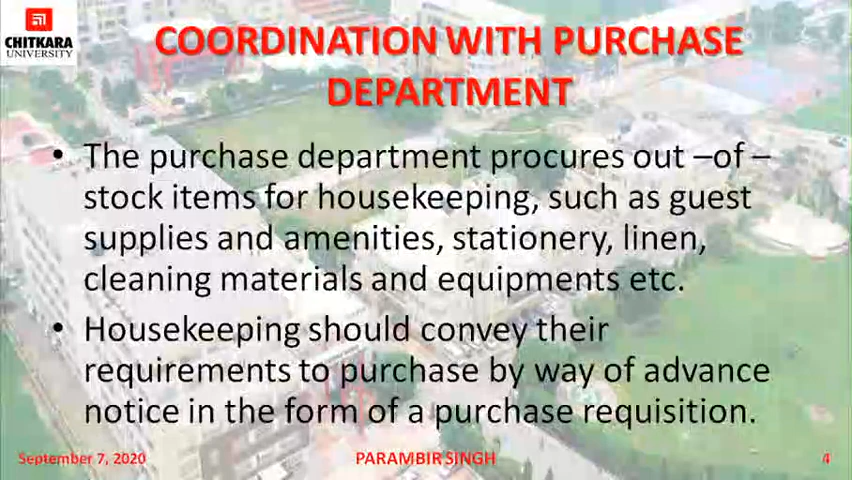 CHITKARA
UNIVERSITY
COORDINATION WITH PURCHASE
DEPARTMENT
• The purchase department procures out –of –
stock items for housekeeping, such as guest
supplies and amenities, stationery, linen,
cleaning materials and equipments etc.
• Housekeeping should convey their
requirements to purchase by way of advance
notice in the form of a purchase requisition.
September 7, 2020
PARAMBIR SINGH
4